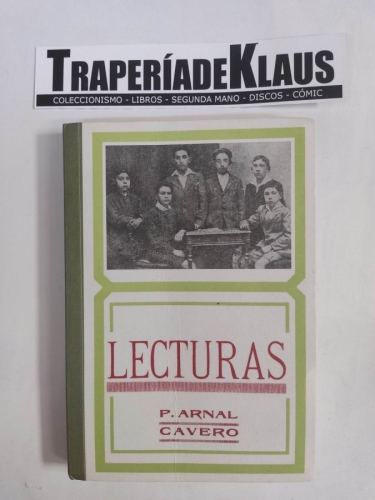 TRAPERÍADEKLAUS
COLECCIONISMO - LIBROS - SEGUNDA MANO - DISCOS - CÓMIC
LECTURAS
P. ARNAL
CAVERO